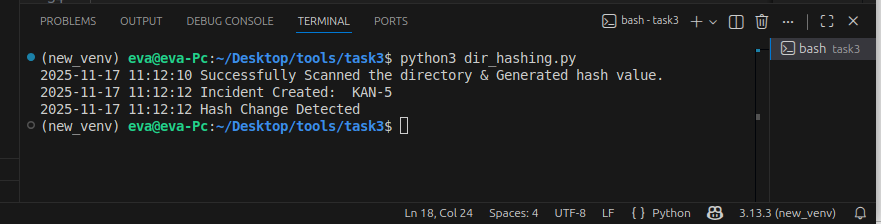 PROBLEMS OUTPUT DEBUG CONSOLE TERMINAL PORTS bash - task3
bash task3
(new_venv) eva@eva-Pc:~/Desktop/tools/task3$ python3 dir_hashing.py
2025-11-17 11:12:10 Successfully Scanned the directory & Generated hash value.
2025-11-17 11:12:12 Incident Created:  KAN-5
2025-11-17 11:12:12 Hash Change Detected
(new_venv) eva@eva-Pc:~/Desktop/tools/task3$
Ln 18, Col 24 Spaces: 4 UTF-8 LF {} Python 3.13.3 (new_venv)